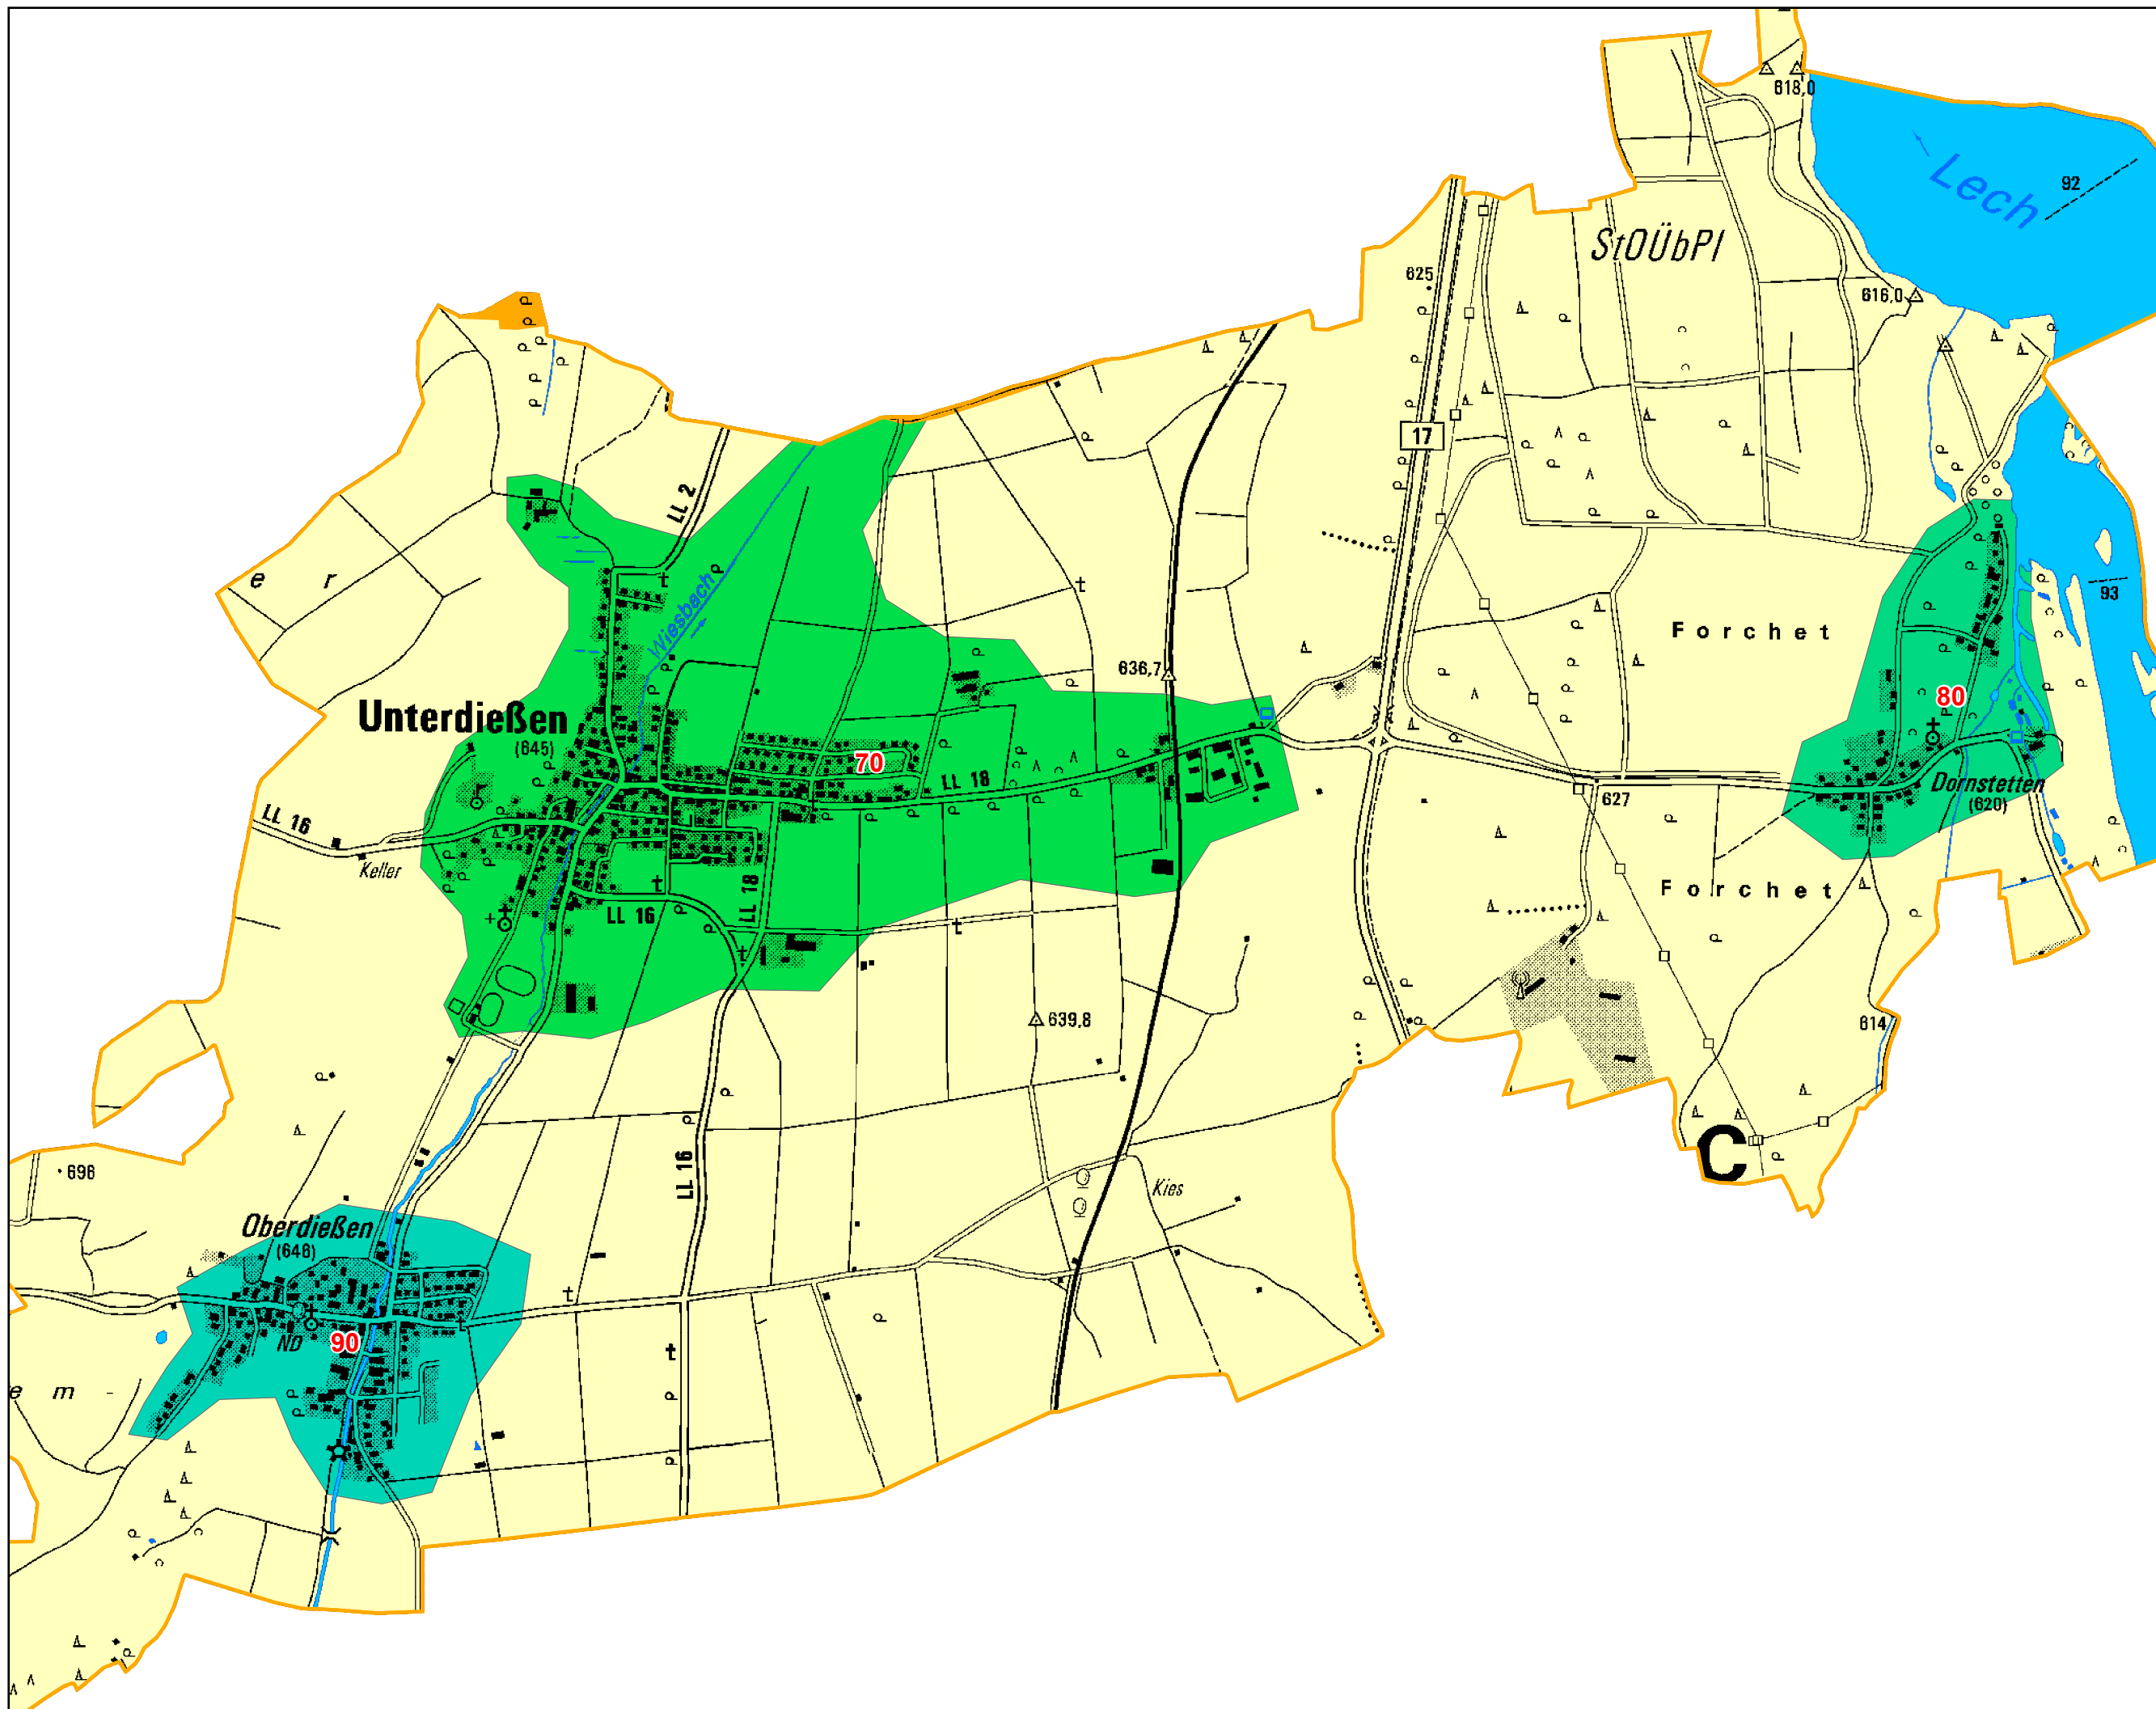 618,0
Lech
92
StOÜbPl
625
616,0
17
LL 2
e r
Wiesbach
93
Forchet
636,7
80
Unterdießen
(645)
70
LL 18
Dornstetten
(620)
627
LL 16
Keller
LL 18
Forchet
LL 16
639,8
614
C
696
LL 16
Kies
Oberdießen
(646)
ND
90
e m -